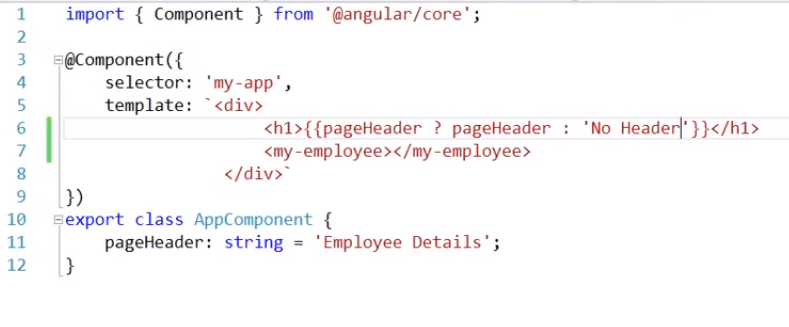 1 import { Component } from '@angular/core';
2
3 @Component({
4     selector: 'my-app',
5     template: `<div>
6                     <h1>{{pageHeader ? pageHeader : 'No Header'}}</h1>
7                     <my-employee></my-employee>
8                 </div>`
9 })
10 export class AppComponent {
11     pageHeader: string = 'Employee Details';
12 }